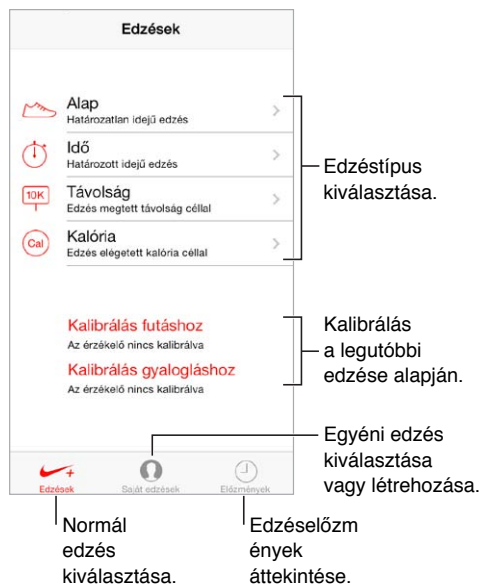 Edzések
Alap
Határozatlan idejű edzés
Idő
Határozott idejű edzés
10K
Távolság
Edzés megtett távolság céllal
Cal
Kalória
Edzés elégetett kalória céllal
Edzéstípus
kiválasztása.
Kalibrálás futáshoz
Az érzékelő nincs kalibrálva
Kalibrálás gyalogláshoz
Az érzékelő nincs kalibrálva
Kalibrálás
a legutóbbi
edzése alapján.
Egyéni edzés
kiválasztása
vagy létrehozása.
Edzések
Saját edzések
Előzmények
Normál
edzés
kiválasztása.
Edzéselőzm
ények
áttekintése.